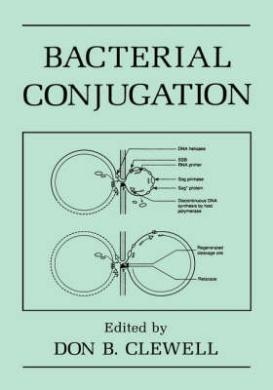 BACTERIAL
CONJUGATION
DNA helicase
SSB
RNA primer
Sog primase
Sog* protein
Discontinuous DNA
synthesis by host
polymerase
Regenerated
cleavage site
Relaxase
Edited by
DON B. CLEWELL